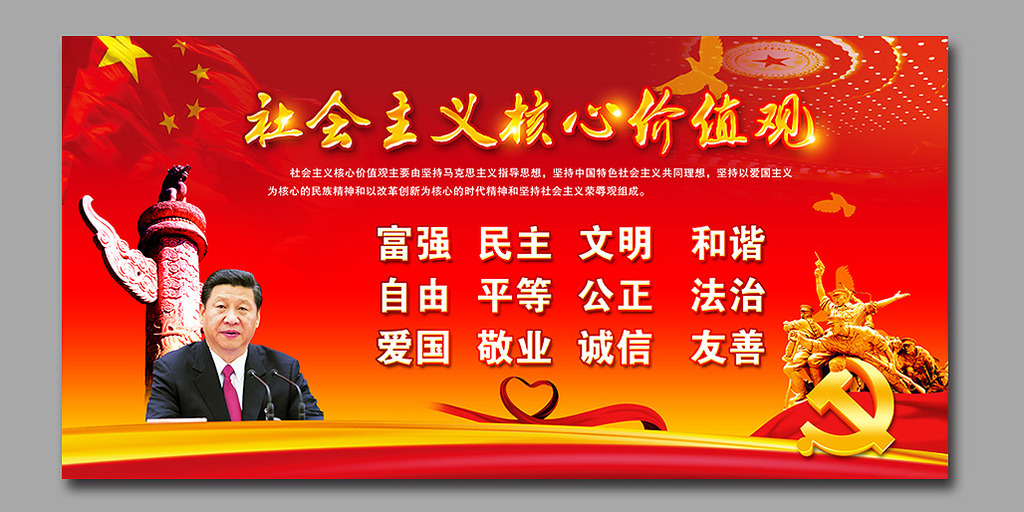 社会主义核心价值观
社会主义核心价值观主要由坚持马克思主义指导思想，坚持中国特色社会主义共同理想，坚持以爱国主义
为核心的民族精神和以改革创新为核心的时代精神和坚持社会主义荣辱观组成。
富强 民主 文明 和谐
自由 平等 公正 法治
爱国 敬业 诚信 友善